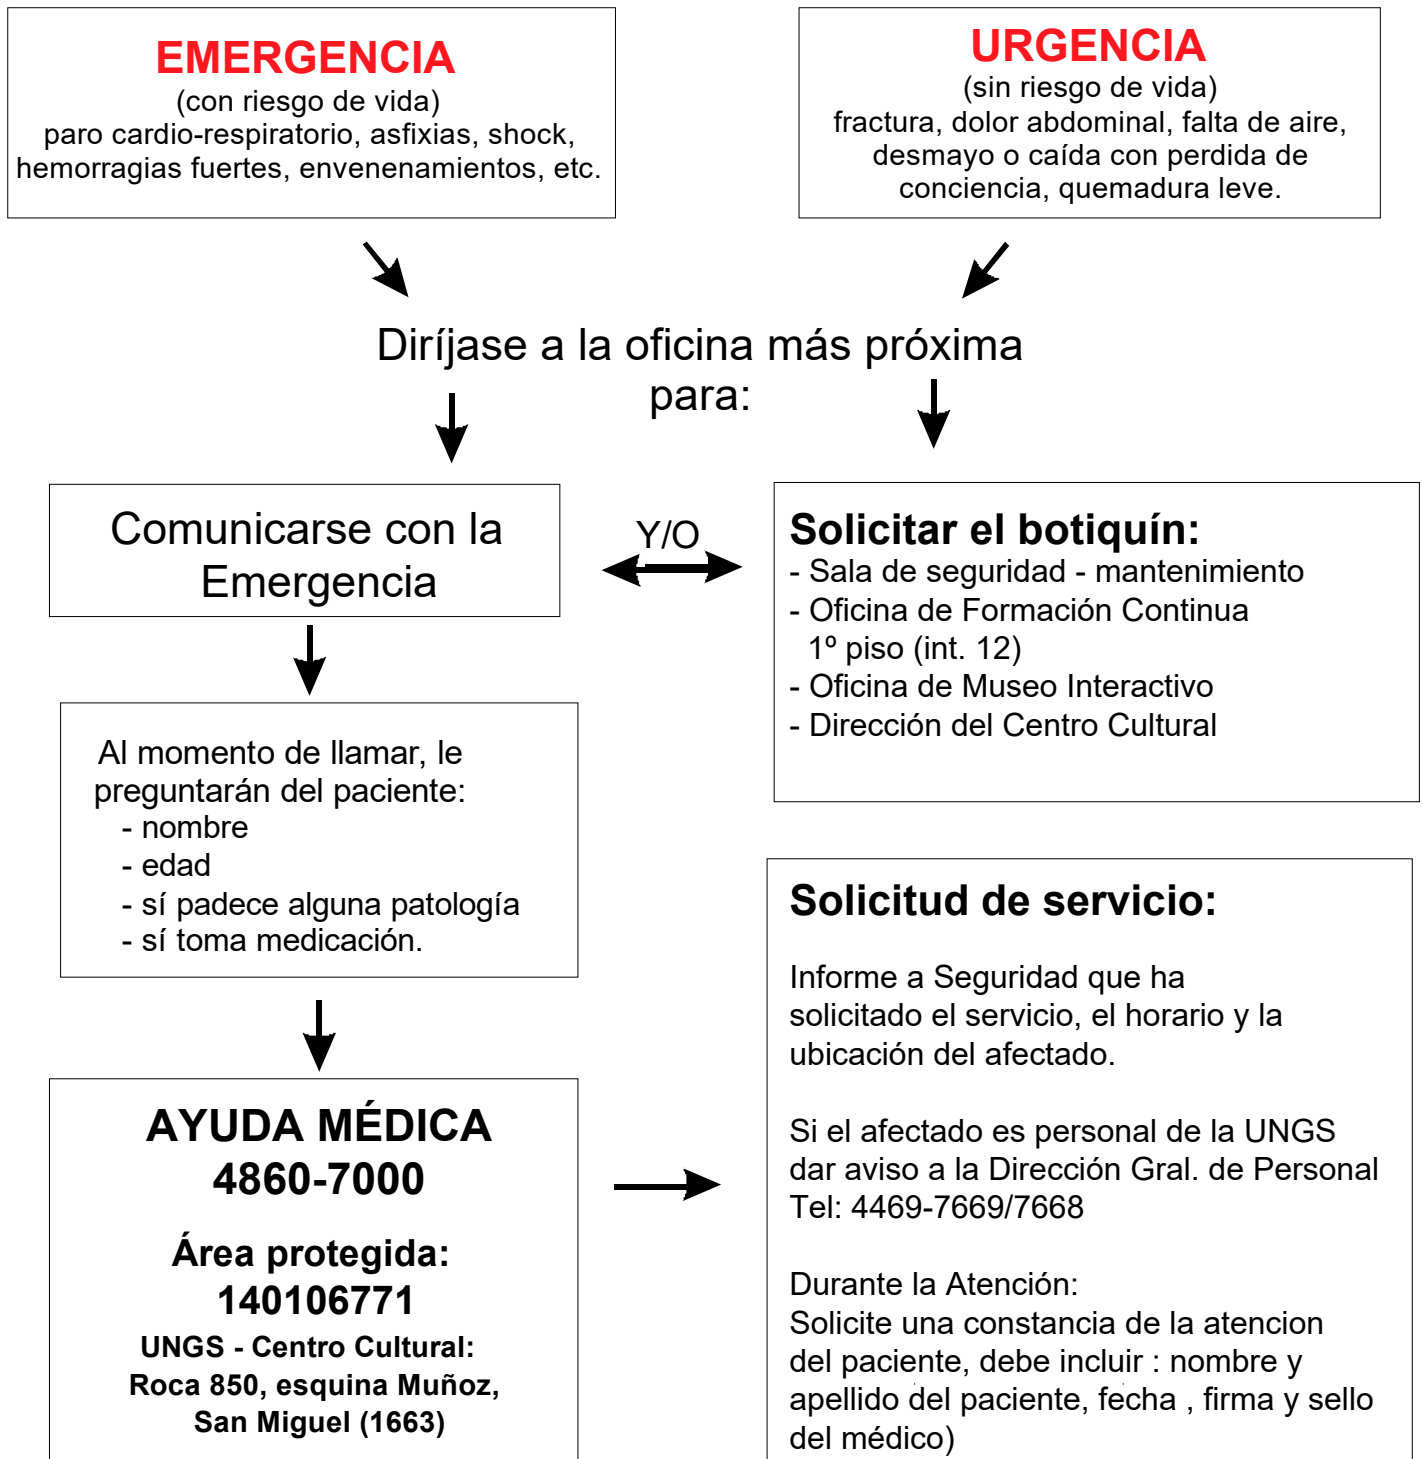 EMERGENCIA
(con riesgo de vida)
paro cardio-respiratorio, asfixias, shock,
hemorragias fuertes, envenenamientos, etc.
URGENCIA
(sin riesgo de vida)
fractura, dolor abdominal, falta de aire,
desmayo o caída con perdida de
conciencia, quemadura leve.
Diríjase a la oficina más próxima
para:
Comunicarse con la
Emergencia
Y/O
Solicitar el botiquín:
- Sala de seguridad - mantenimiento
- Oficina de Formación Continua
1º piso (int. 12)
- Oficina de Museo Interactivo
- Dirección del Centro Cultural
Al momento de llamar, le
preguntarán del paciente:
- nombre
- edad
- sí padece alguna patología
- sí toma medicación.
AYUDA MÉDICA
4860-7000
Área protegida:
140106771
UNGS - Centro Cultural:
Roca 850, esquina Muñoz,
San Miguel (1663)
Solicitud de servicio:
Informe a Seguridad que ha
solicitado el servicio, el horario y la
ubicación del afectado.
Si el afectado es personal de la UNGS
dar aviso a la Dirección Gral. de Personal
Tel: 4469-7669/7668
Durante la Atención:
Solicite una constancia de la atencion
del paciente, debe incluir : nombre y
apellido del paciente, fecha , firma y sello
del médico)